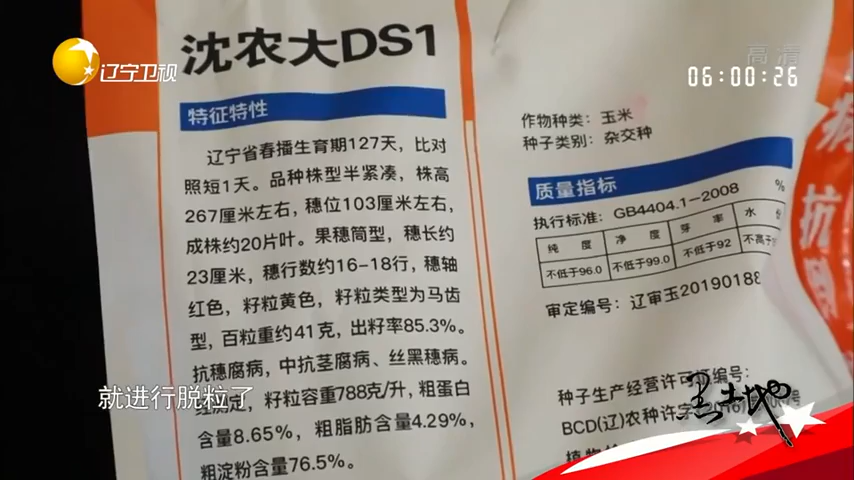 沈农大DS1
辽宁卫视
高清
06:00:26
特征特性
辽宁省春播生育期127天，比对
照短1天。品种株型半紧凑，株高
267厘米左右，穗位103厘米左右，
成株约20片叶。果穗筒型，穗长约
23厘米，穗行数约16-18行，穗轴
红色，籽粒黄色，籽粒类型为马齿
型，百粒重约41克，出籽率85.3%。
抗穗腐病，中抗茎腐病、丝黑穗病。
定，籽粒容重788克/升，粗蛋白
含量8.65%，粗脂肪含量4.29%，
粗淀粉含量76.5%。
作物种类：玉米
种子类别：杂交种
质量指标
执行标准：GB4404.1-2008 %
纯度 净度 芽率 水
不低于96.0 不低于99.0 不低于92 不高于
审定编号：辽审玉20190188
种子生产经营许可证编号：
BCD(辽)农种许字
抗
就进行脱粒了
黑土地